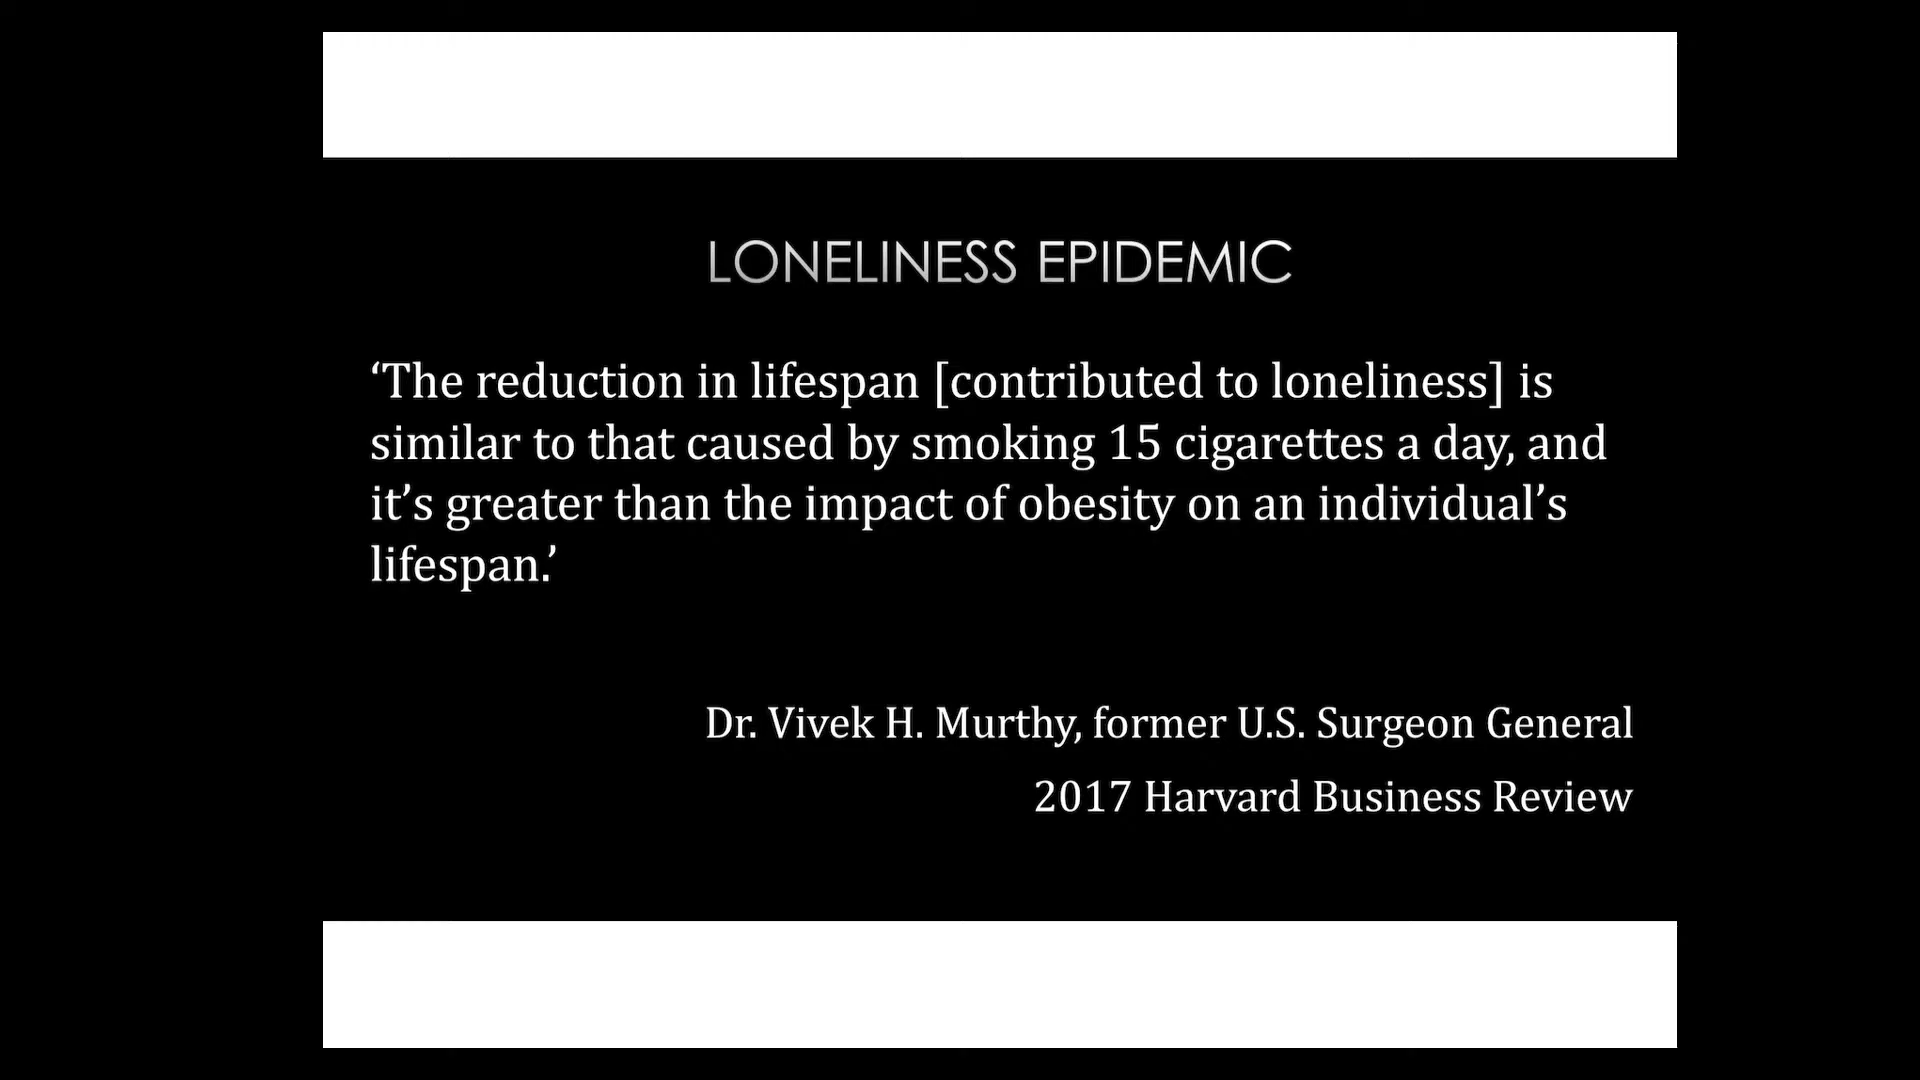 LONELINESS EPIDEMIC
‘The reduction in lifespan [contributed to loneliness] is
similar to that caused by smoking 15 cigarettes a day, and
it’s greater than the impact of obesity on an individual’s
lifespan.’
Dr. Vivek H. Murthy, former U.S. Surgeon General
2017 Harvard Business Review